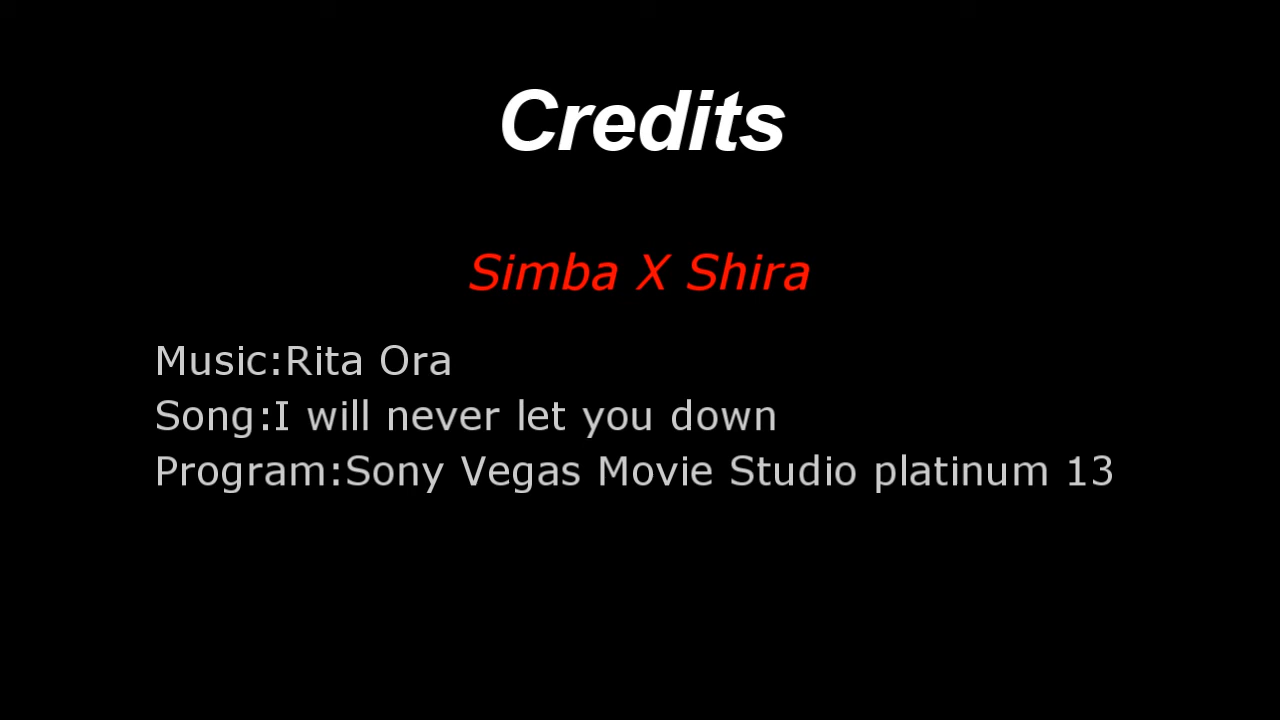 Credits
Simba X Shira
Music:Rita Ora
Song:I will never let you down
Program:Sony Vegas Movie Studio platinum 13